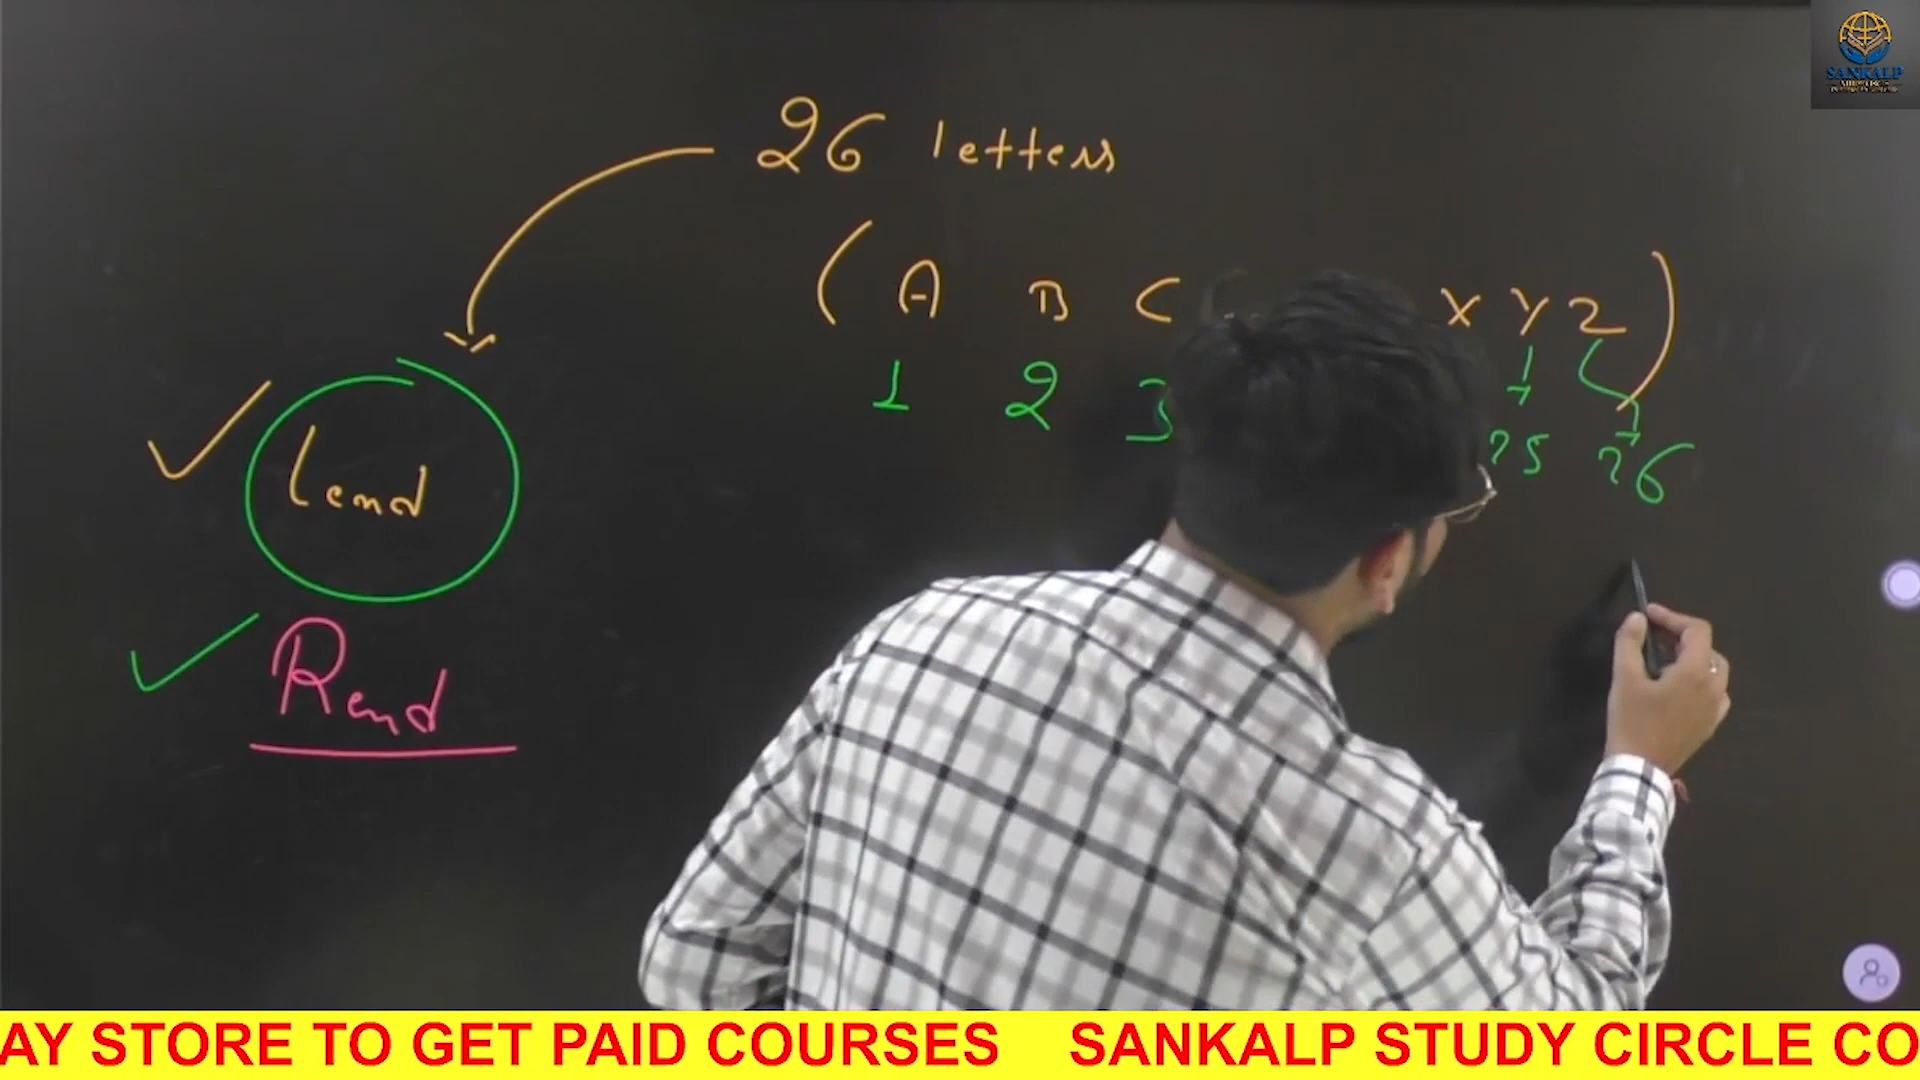 SANKALP
26 letters
( A B C X Y Z )
1 2 3 25 26
Lend
Rend
AY STORE TO GET PAID COURSES SANKALP STUDY CIRCLE CO